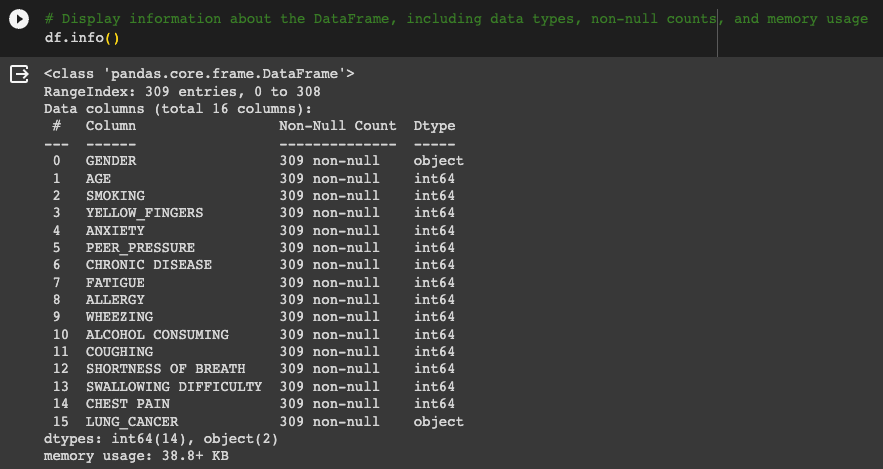 # Display information about the DataFrame, including data types, non-null counts, and memory usage
df.info()
<class 'pandas.core.frame.DataFrame'>
RangeIndex: 309 entries, 0 to 308
Data columns (total 16 columns):
 #   Column                 Non-Null Count  Dtype
---  ------                 --------------  -----
 0   GENDER                 309 non-null    object
 1   AGE                    309 non-null    int64
 2   SMOKING                309 non-null    int64
 3   YELLOW_FINGERS         309 non-null    int64
 4   ANXIETY                309 non-null    int64
 5   PEER_PRESSURE          309 non-null    int64
 6   CHRONIC DISEASE        309 non-null    int64
 7   FATIGUE                309 non-null    int64
 8   ALLERGY                309 non-null    int64
 9   WHEEZING               309 non-null    int64
 10  ALCOHOL CONSUMING      309 non-null    int64
 11  COUGHING               309 non-null    int64
 12  SHORTNESS OF BREATH    309 non-null    int64
 13  SWALLOWING DIFFICULTY  309 non-null    int64
 14  CHEST PAIN             309 non-null    int64
 15  LUNG_CANCER            309 non-null    object
dtypes: int64(14), object(2)
memory usage: 38.8+ KB